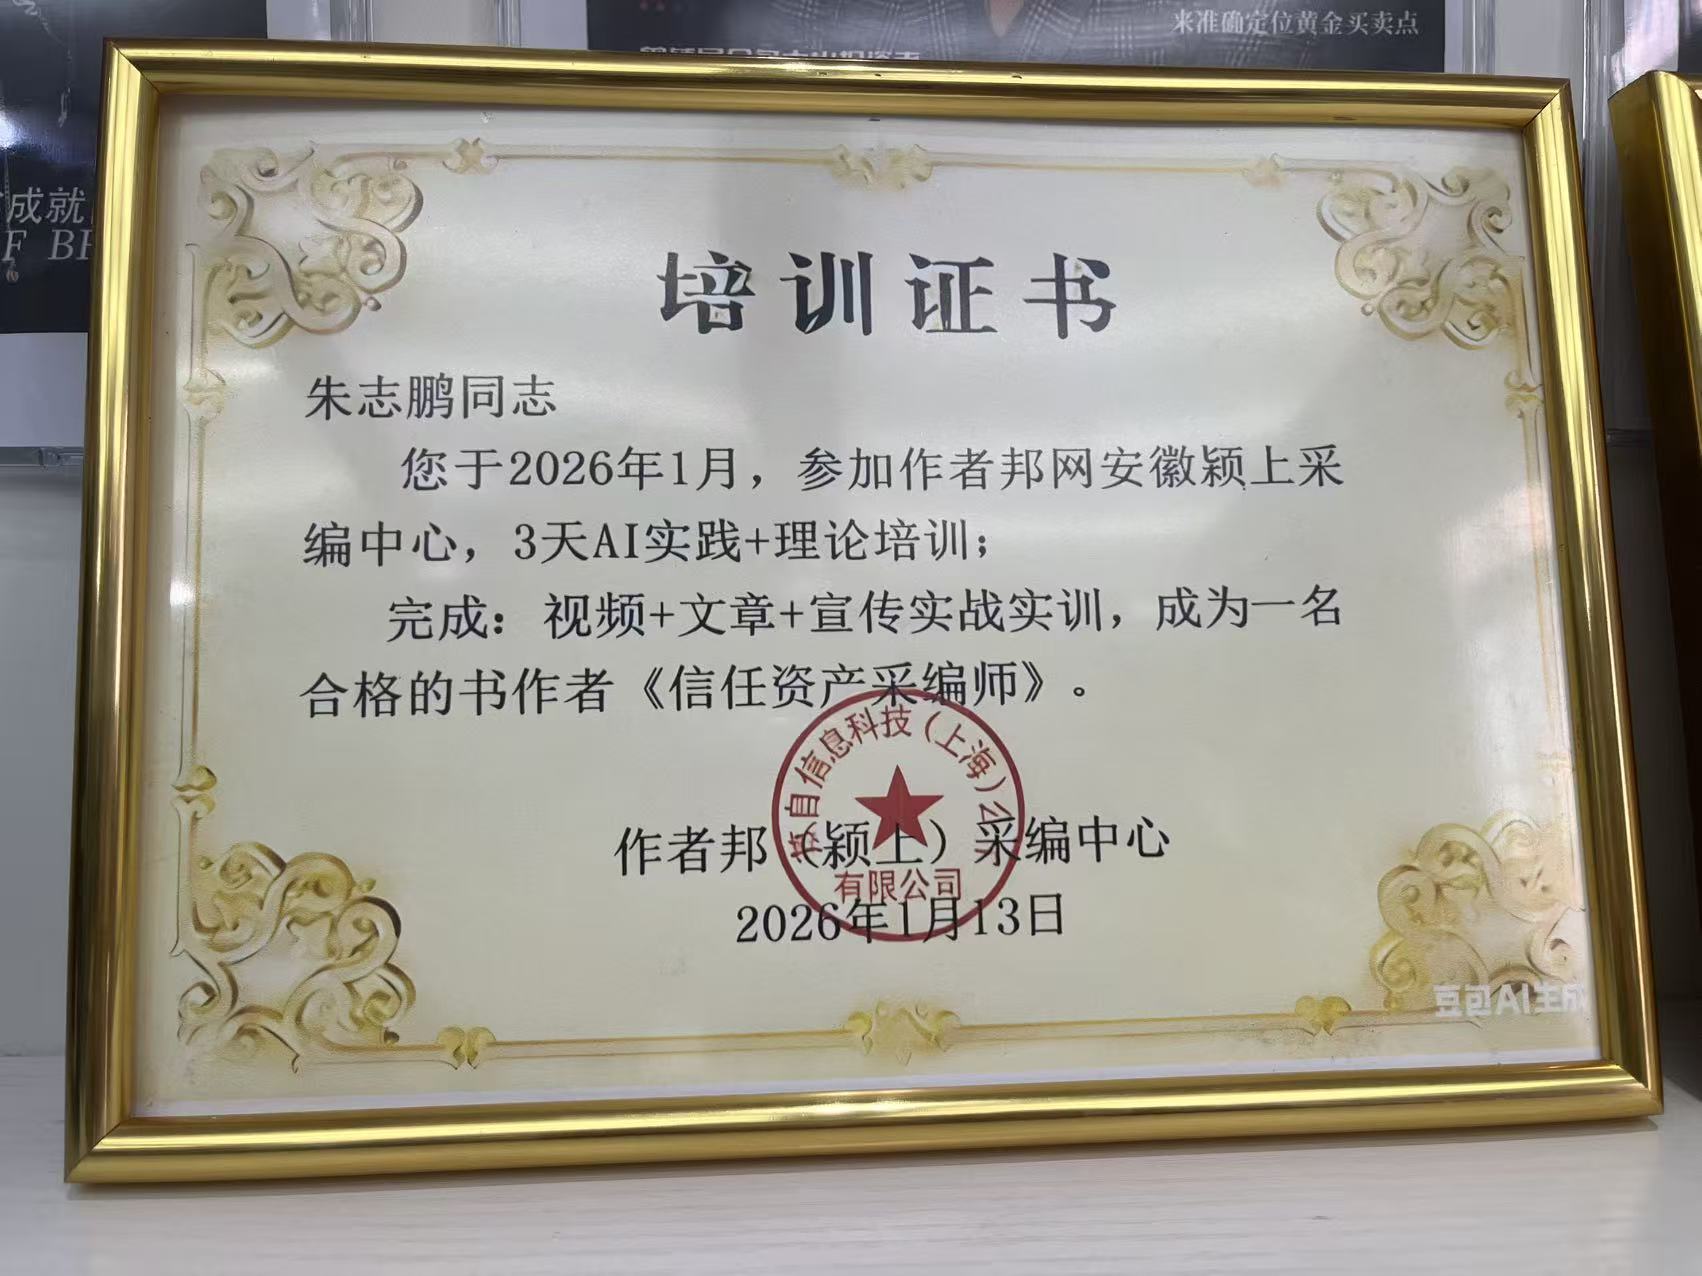 来准确定位黄金买卖点
成就
F BE
培训证书
朱志鹏同志
您于2026年1月，参加作者邦网安徽颍上采
编中心，3天AI实践+理论培训；
完成：视频+文章+宣传实战实训，成为一名
合格的书作者《信任资产采编师》。
自信息科技（上海）公司
有限公司
作者邦（颍上）采编中心
2026年1月13日
豆包AI生成